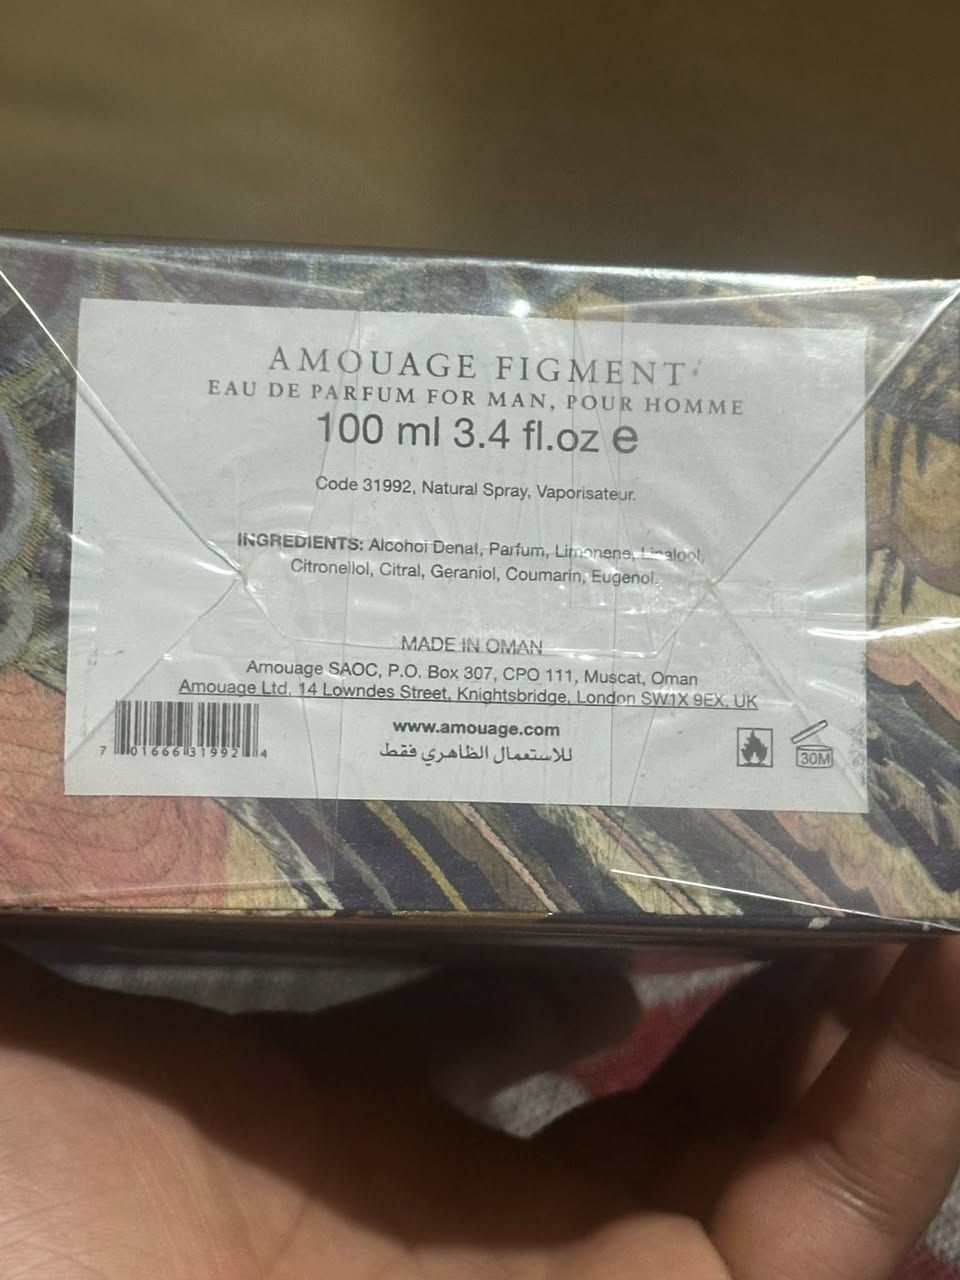 AMOUAGE FIGMENT
EAU DE PARFUM FOR MAN, POUR HOMME
100 ml 3.4 fl.oz e
Code 31992, Natural Spray, Vaporisateur.
INGREDIENTS: Alcohol Denat, Parfum, Limonene, Linalool,
Citronellol, Citral, Geraniol, Coumarin, Eugenol.
MADE IN OMAN
Amouage SAOC, P.O. Box 307, CPO 111, Muscat, Oman
Amouage Ltd, 14 Lowndes Street, Knightsbridge, London SW1X 9EX, UK
www.amouage.com
للاستعمال الظاهري فقط
7 01666 31992 4
30M